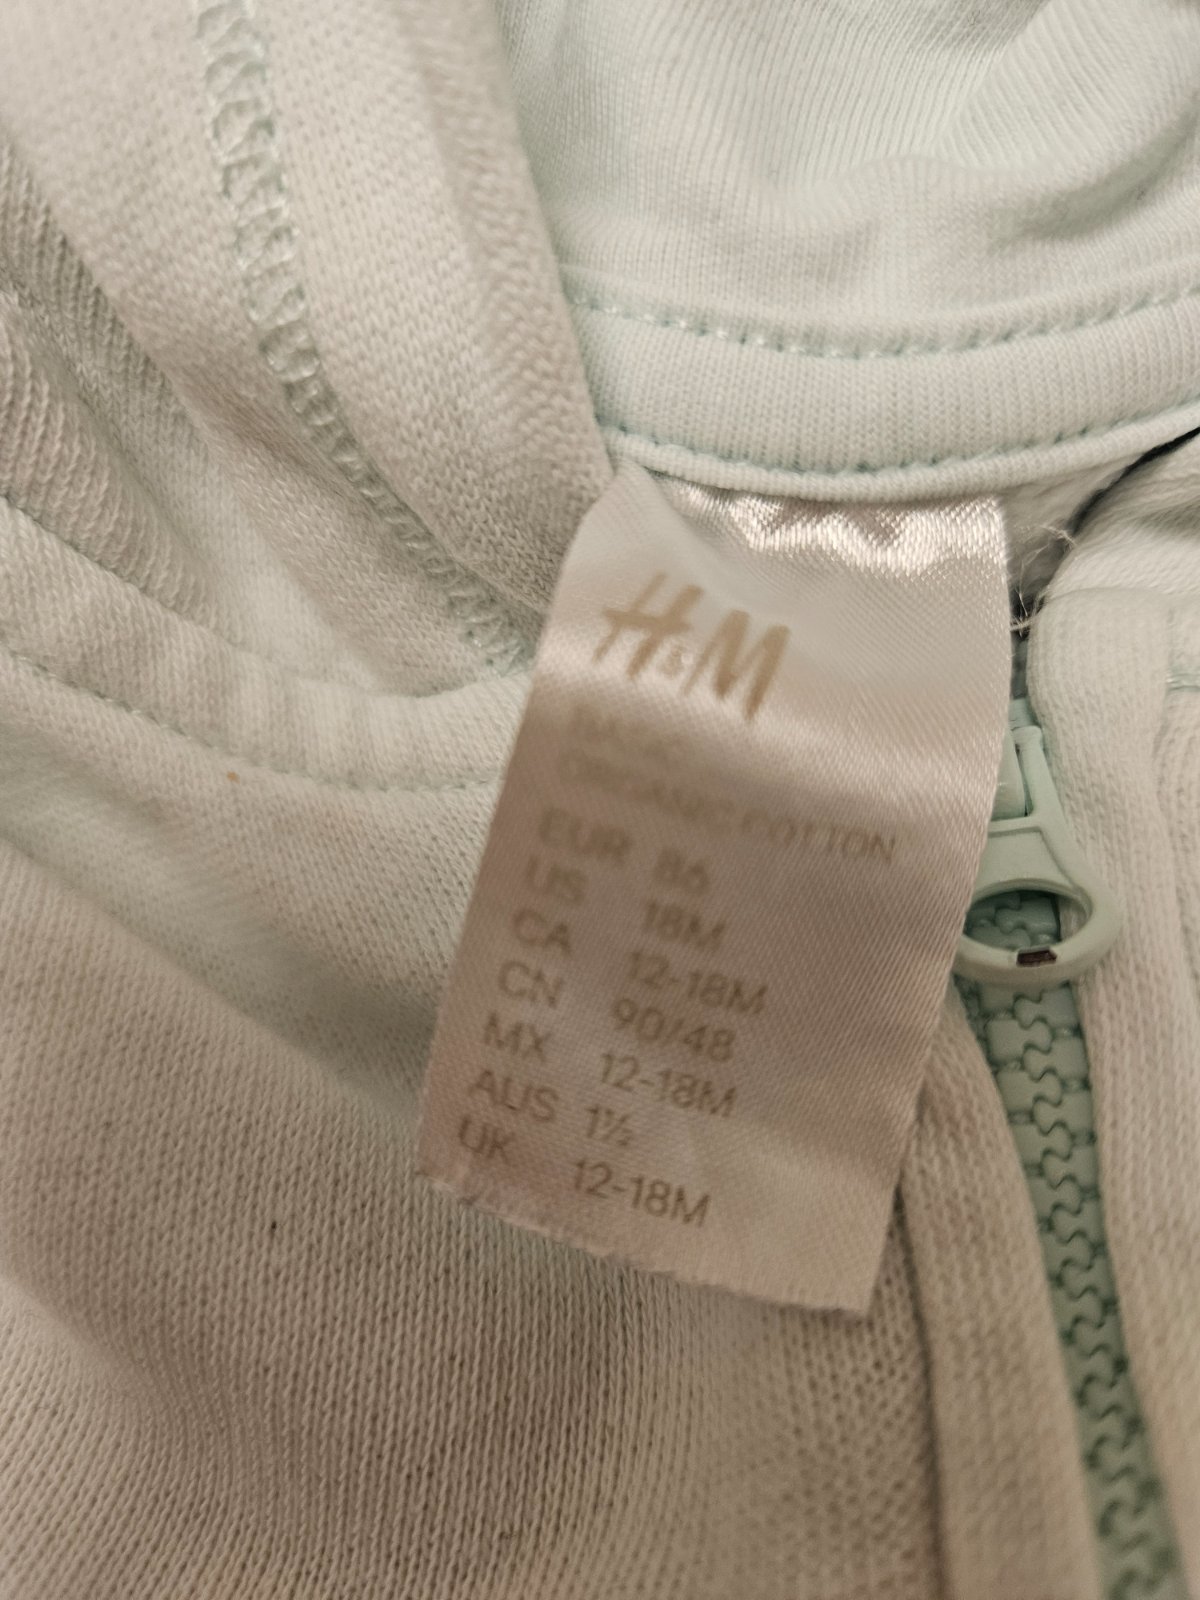 H&M
BASIC
ORGANIC COTTON
EUR 86
US 18M
CA 12-18M
CN 90/48
MX 12-18M
AUS 1½
UK 12-18M